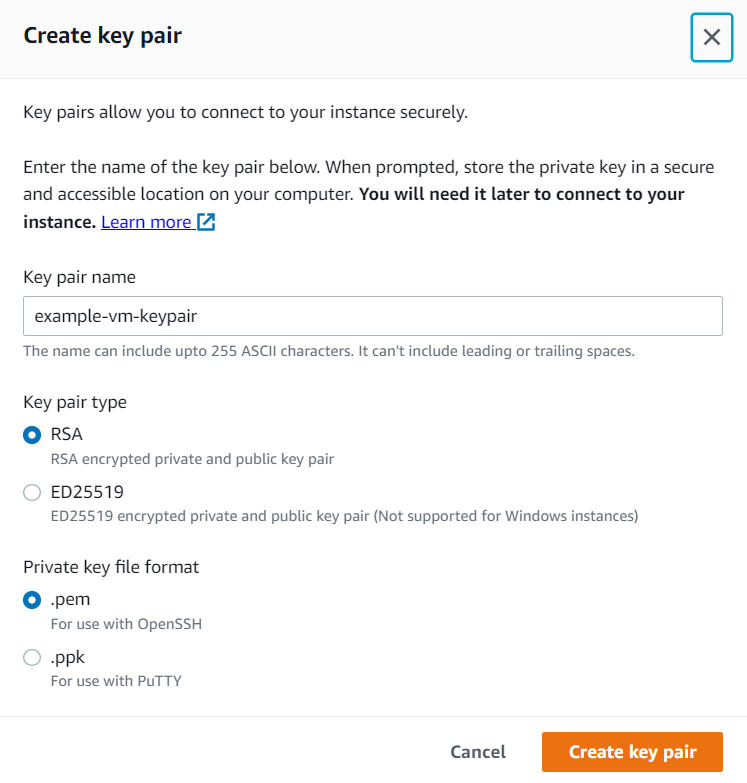 Create key pair
Key pairs allow you to connect to your instance securely.
Enter the name of the key pair below. When prompted, store the private key in a secure
and accessible location on your computer. You will need it later to connect to your
instance. Learn more
Key pair name
example-vm-keypair
The name can include upto 255 ASCII characters. It can't include leading or trailing spaces.
Key pair type
RSA
RSA encrypted private and public key pair
ED25519
ED25519 encrypted private and public key pair (Not supported for Windows instances)
Private key file format
.pem
For use with OpenSSH
.ppk
For use with PuTTY
Cancel
Create key pair